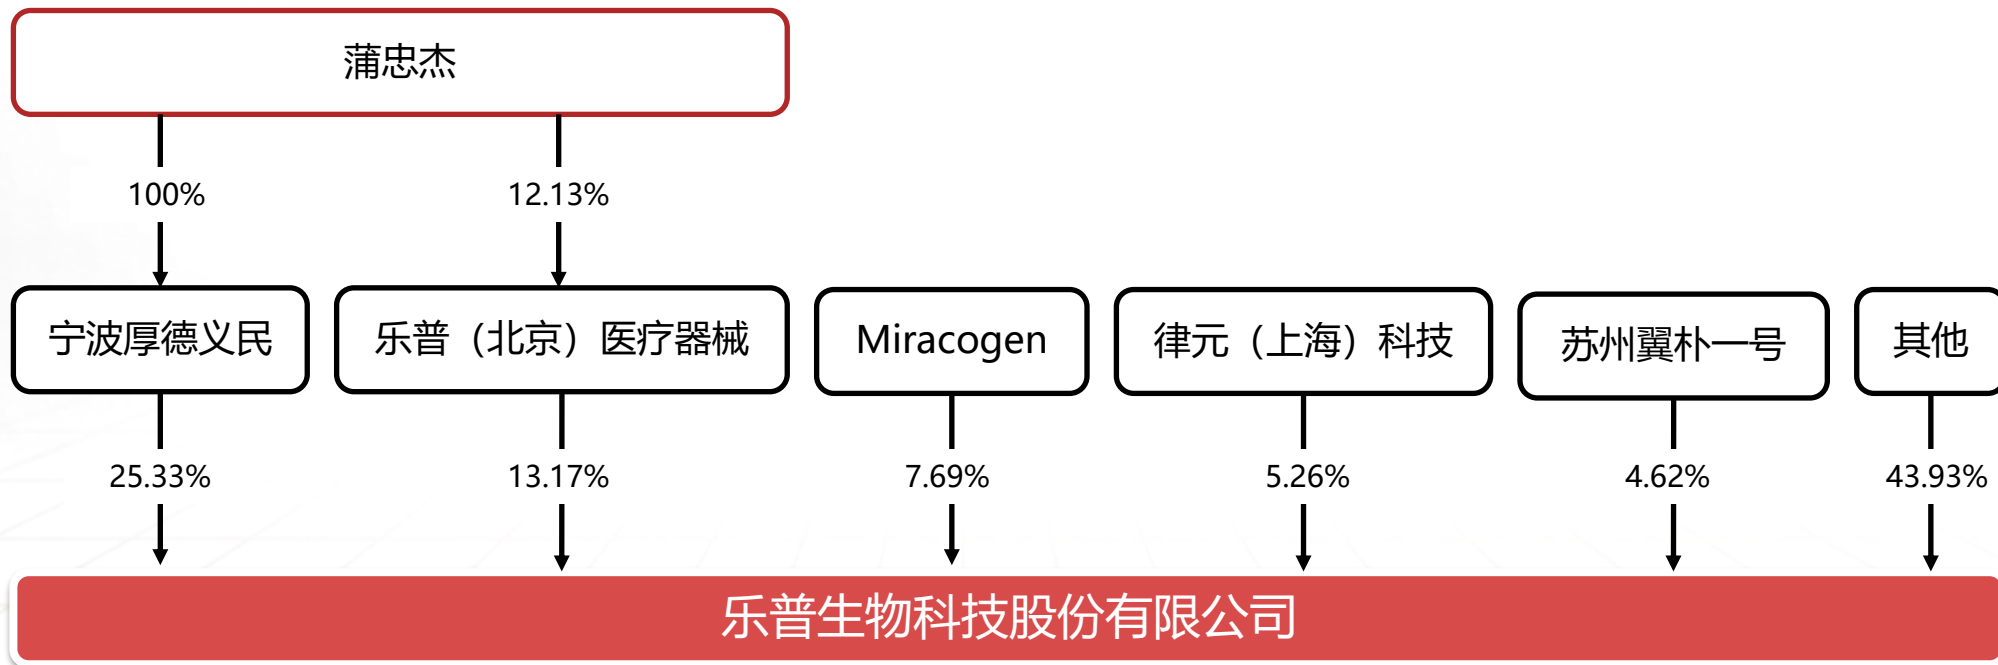 蒲忠杰
100%
12.13%
宁波厚德义民
乐普（北京）医疗器械
Miracogen
律元（上海）科技
苏州翼朴一号
其他
25.33%
13.17%
7.69%
5.26%
4.62%
43.93%
乐普生物科技股份有限公司